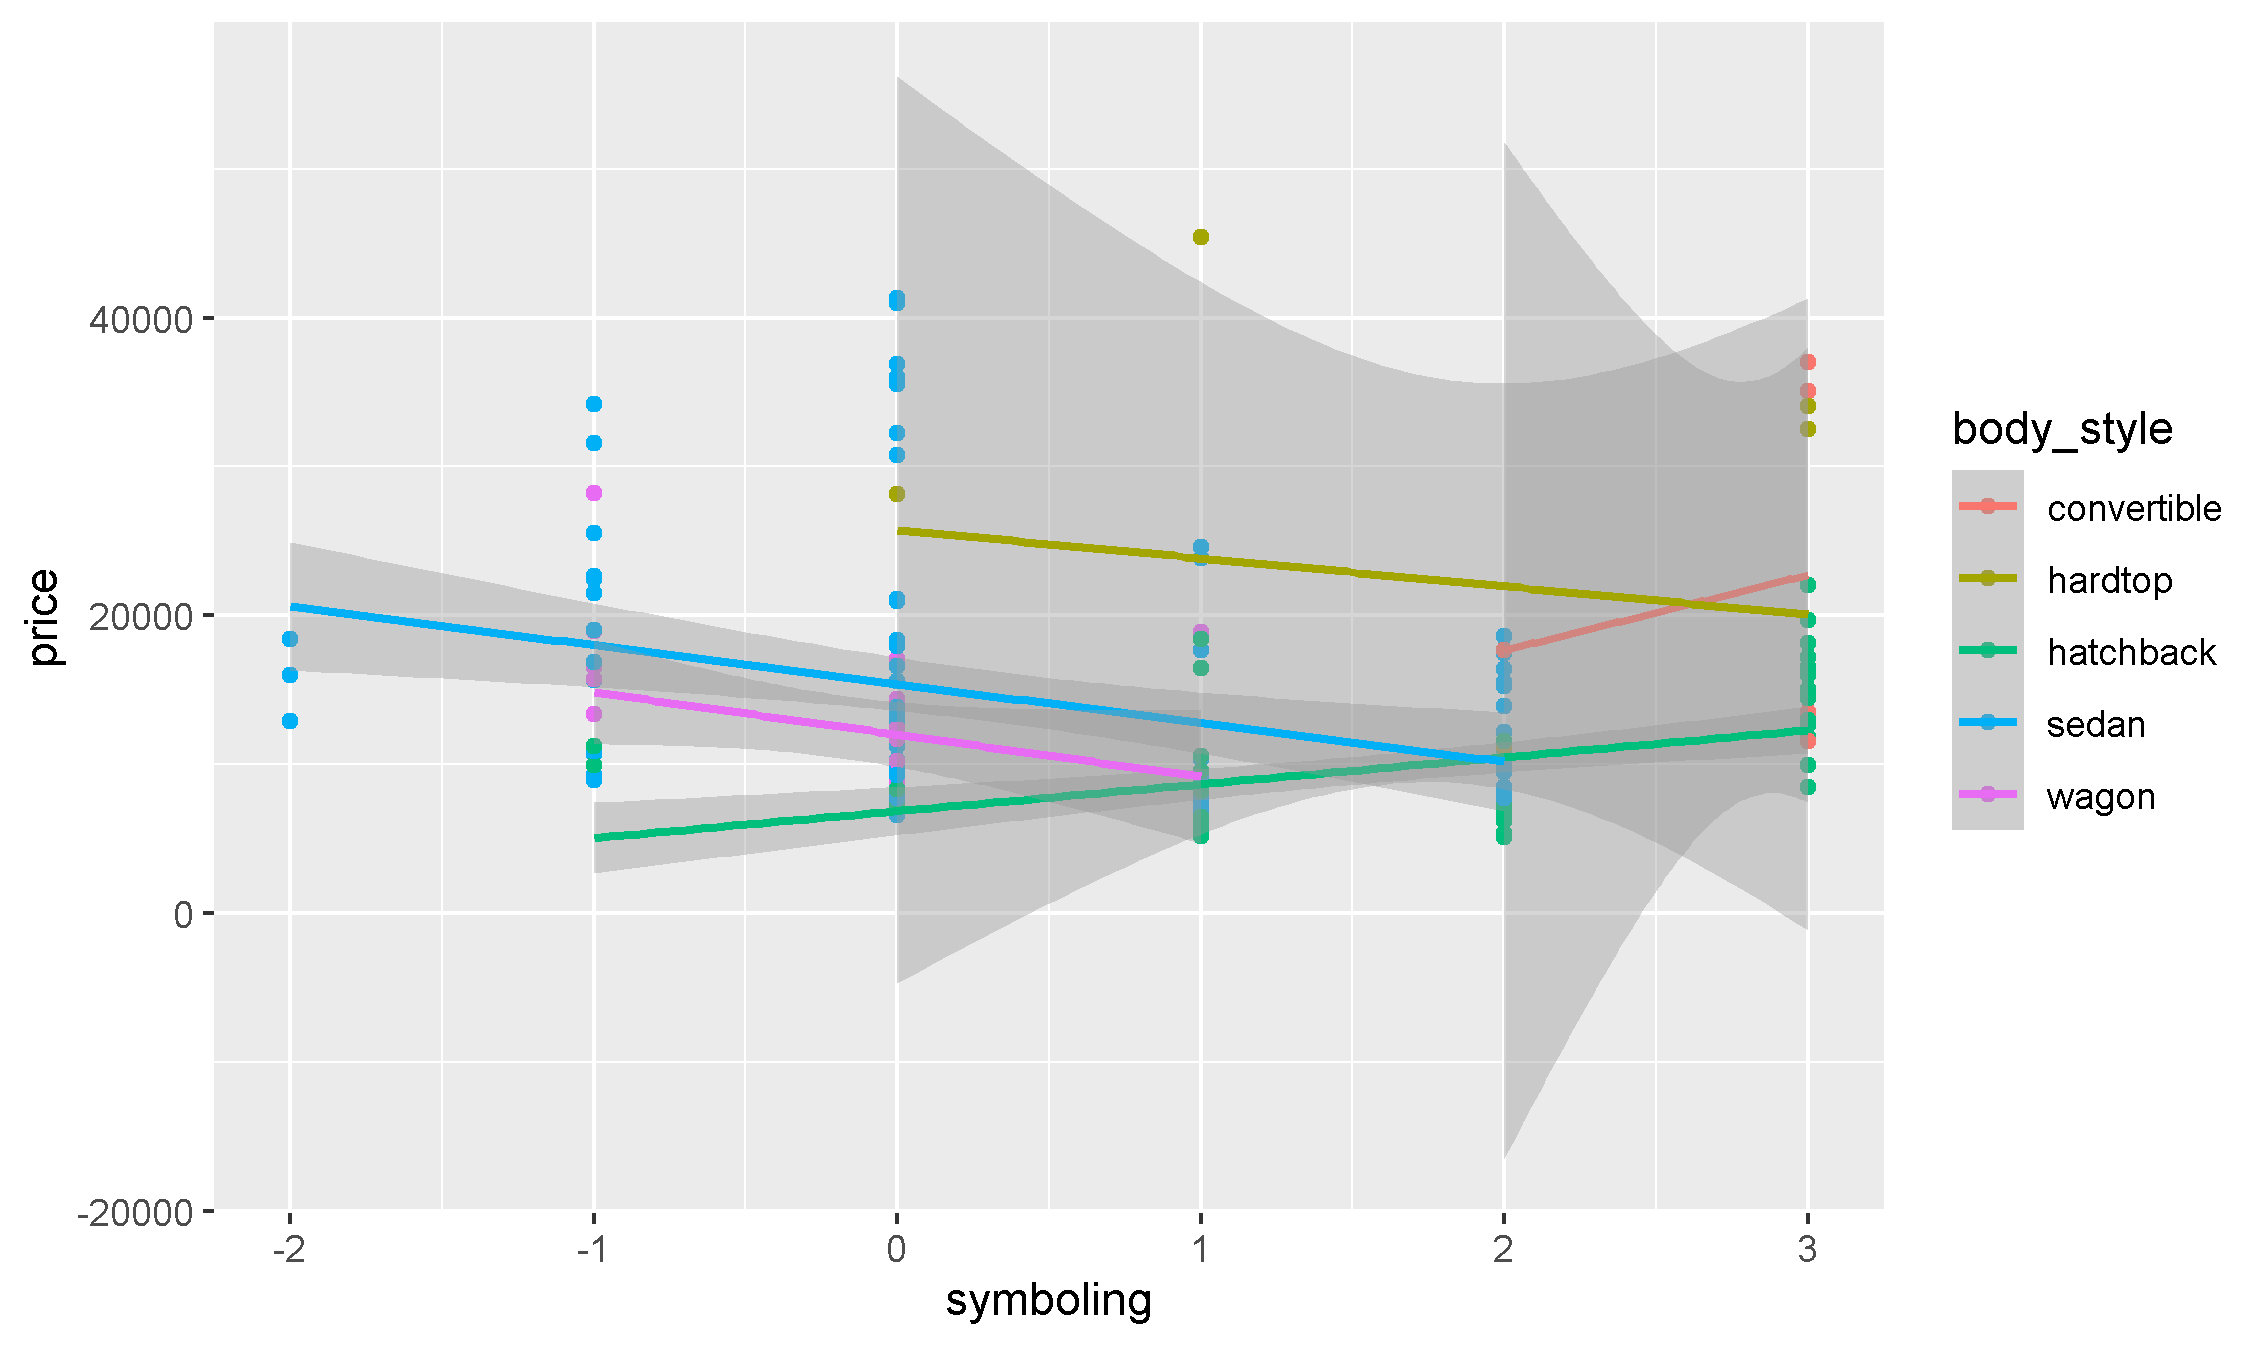 40000
20000
0
-20000
price
-2
-1
0
1
2
3
symboling
body_style
convertible
hardtop
hatchback
sedan
wagon